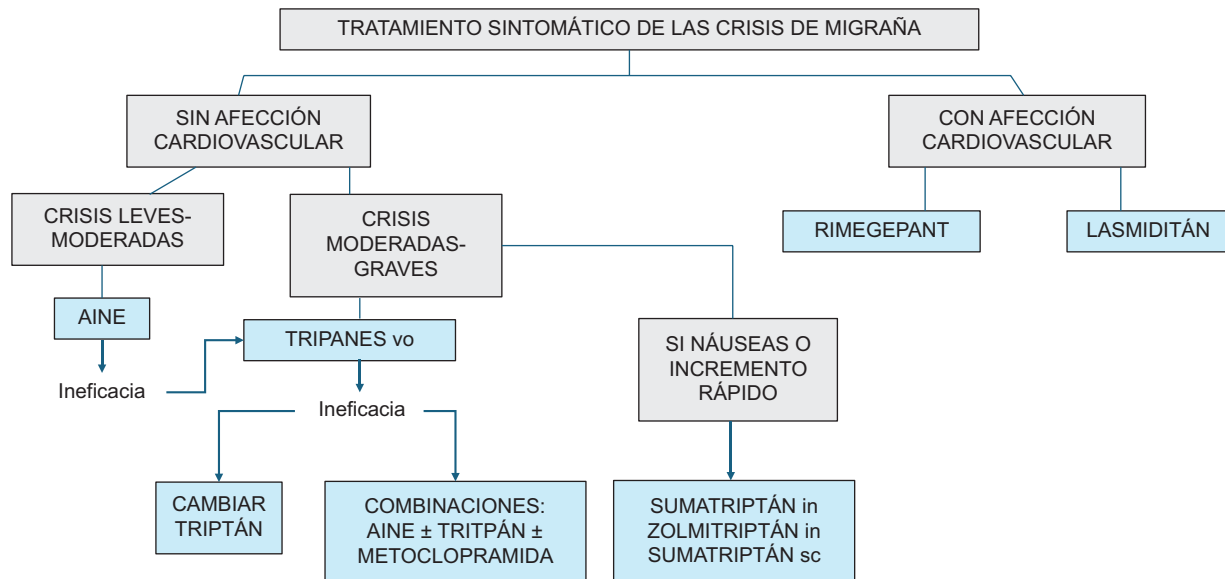 TRATAMIENTO SINTOMÁTICO DE LAS CRISIS DE MIGRAÑA
SIN AFECCIÓN
CARDIOVASCULAR
CON AFECCIÓN
CARDIOVASCULAR
CRISIS LEVES-
MODERADAS
CRISIS
MODERADAS-
GRAVES
RIMEGEPANT
LASMIDITÁN
AINE
TRIPANES vo
SI NÁUSEAS O
INCREMENTO
RÁPIDO
Ineficacia
Ineficacia
CAMBIAR
TRIPTÁN
COMBINACIONES:
AINE ± TRITPÁN ±
METOCLOPRAMIDA
SUMATRIPTÁN in
ZOLMITRIPTÁN in
SUMATRIPTÁN sc